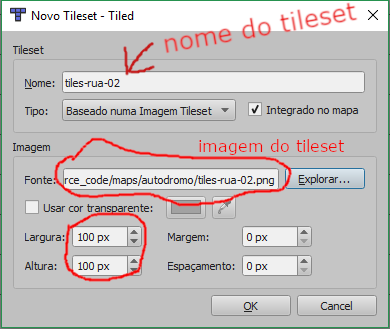 Novo Tileset - Tiled
nome do tileset
Tileset
Nome: tiles-rua-02
Tipo: Baseado numa Imagem Tileset Integrado no mapa
imagem do tileset
Imagem
Fonte: rce_code/maps/autodromo/tiles-rua-02.png Explorar...
Usar cor transparente:
Largura: 100 px Margem: 0 px
Altura: 100 px Espaçamento: 0 px
OK Cancel